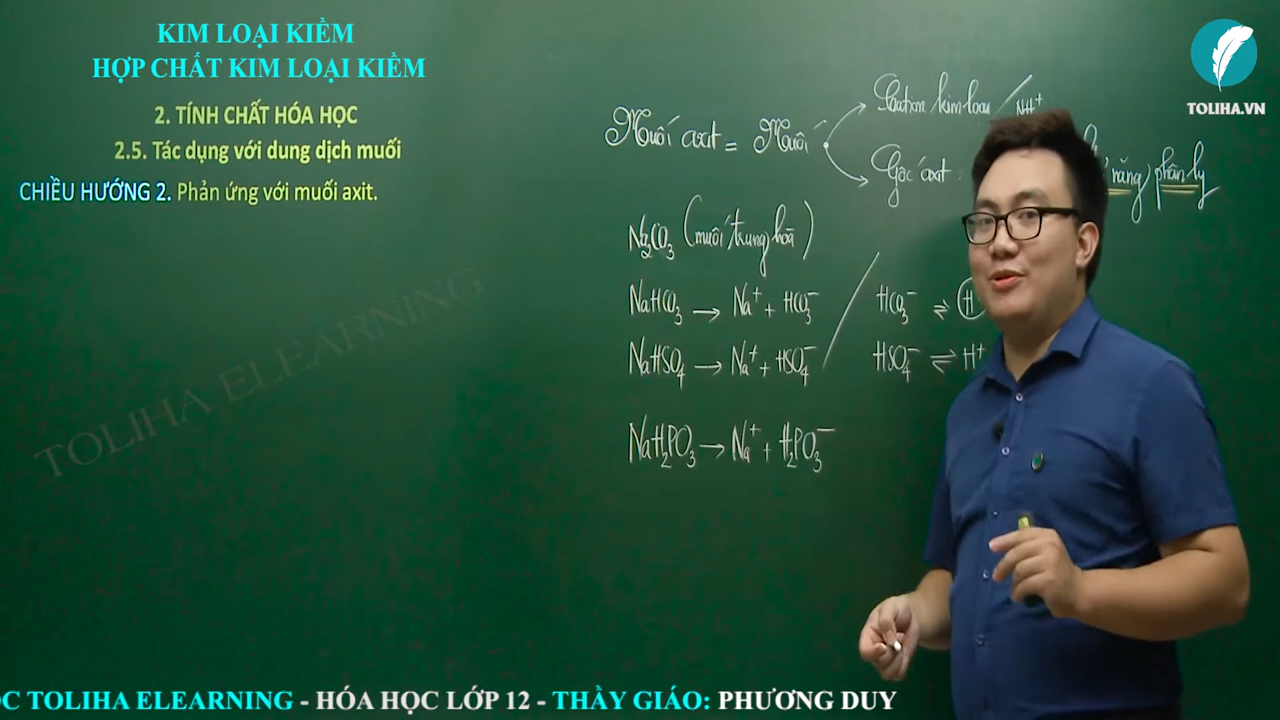 KIM LOẠI KIỀM
HỢP CHẤT KIM LOẠI KIỀM
2. TÍNH CHẤT HÓA HỌC
2.5. Tác dụng với dung dịch muối
CHIỀU HƯỚNG 2. Phản ứng với muối axit.
TOLIHA.VN
Muối axit = Muối
Cation kim loại / NH₄⁺
Gốc axit :
năng phân ly
Na₂CO₃ (muối trung hòa)
NaHCO₃ → Na⁺ + HCO₃⁻
HCO₃⁻ ⇌ H
NaHSO₄ → Na⁺ + HSO₄⁻
HSO₄⁻ ⇌ H⁺
NaH₂PO₃ → Na⁺ + H₂PO₃⁻
TOLIHA ELEARNING
ỌC TOLIHA ELEARNING - HÓA HỌC LỚP 12 - THẦY GIÁO: PHƯƠNG DUY